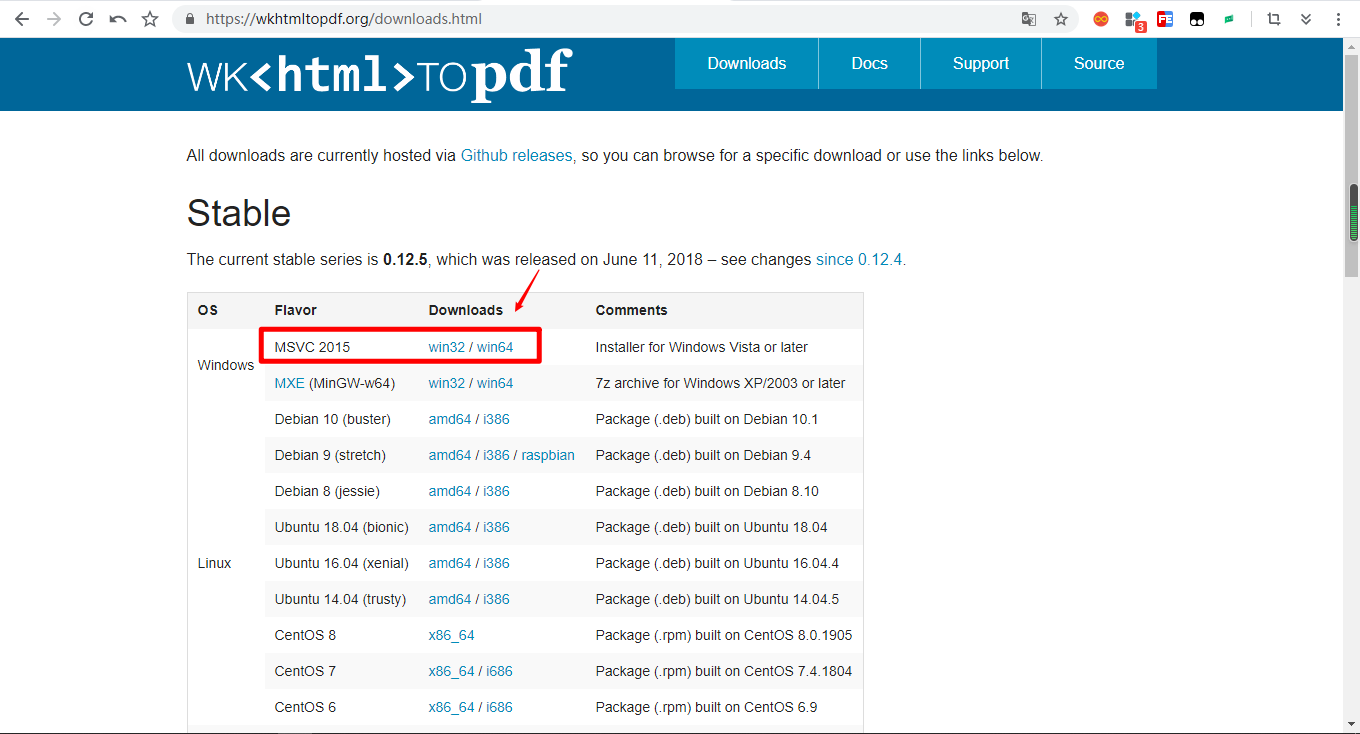 https://wkhtmltopdf.org/downloads.html
3
FE
WK<html>TOpdf
Downloads Docs Support Source
All downloads are currently hosted via Github releases, so you can browse for a specific download or use the links below.
Stable
The current stable series is 0.12.5, which was released on June 11, 2018 – see changes since 0.12.4.
OS Flavor Downloads Comments
Windows
MSVC 2015 win32 / win64 Installer for Windows Vista or later
MXE (MinGW-w64) win32 / win64 7z archive for Windows XP/2003 or later
Linux
Debian 10 (buster) amd64 / i386 Package (.deb) built on Debian 10.1
Debian 9 (stretch) amd64 / i386 / raspbian Package (.deb) built on Debian 9.4
Debian 8 (jessie) amd64 / i386 Package (.deb) built on Debian 8.10
Ubuntu 18.04 (bionic) amd64 / i386 Package (.deb) built on Ubuntu 18.04
Ubuntu 16.04 (xenial) amd64 / i386 Package (.deb) built on Ubuntu 16.04.4
Ubuntu 14.04 (trusty) amd64 / i386 Package (.deb) built on Ubuntu 14.04.5
CentOS 8 x86_64 Package (.rpm) built on CentOS 8.0.1905
CentOS 7 x86_64 / i686 Package (.rpm) built on CentOS 7.4.1804
CentOS 6 x86_64 / i686 Package (.rpm) built on CentOS 6.9